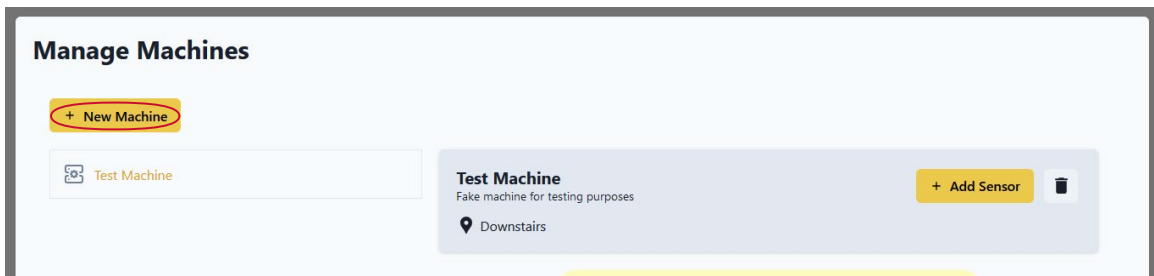 Manage Machines
+ New Machine
Test Machine
Test Machine
Fake machine for testing purposes
+ Add Sensor
Downstairs